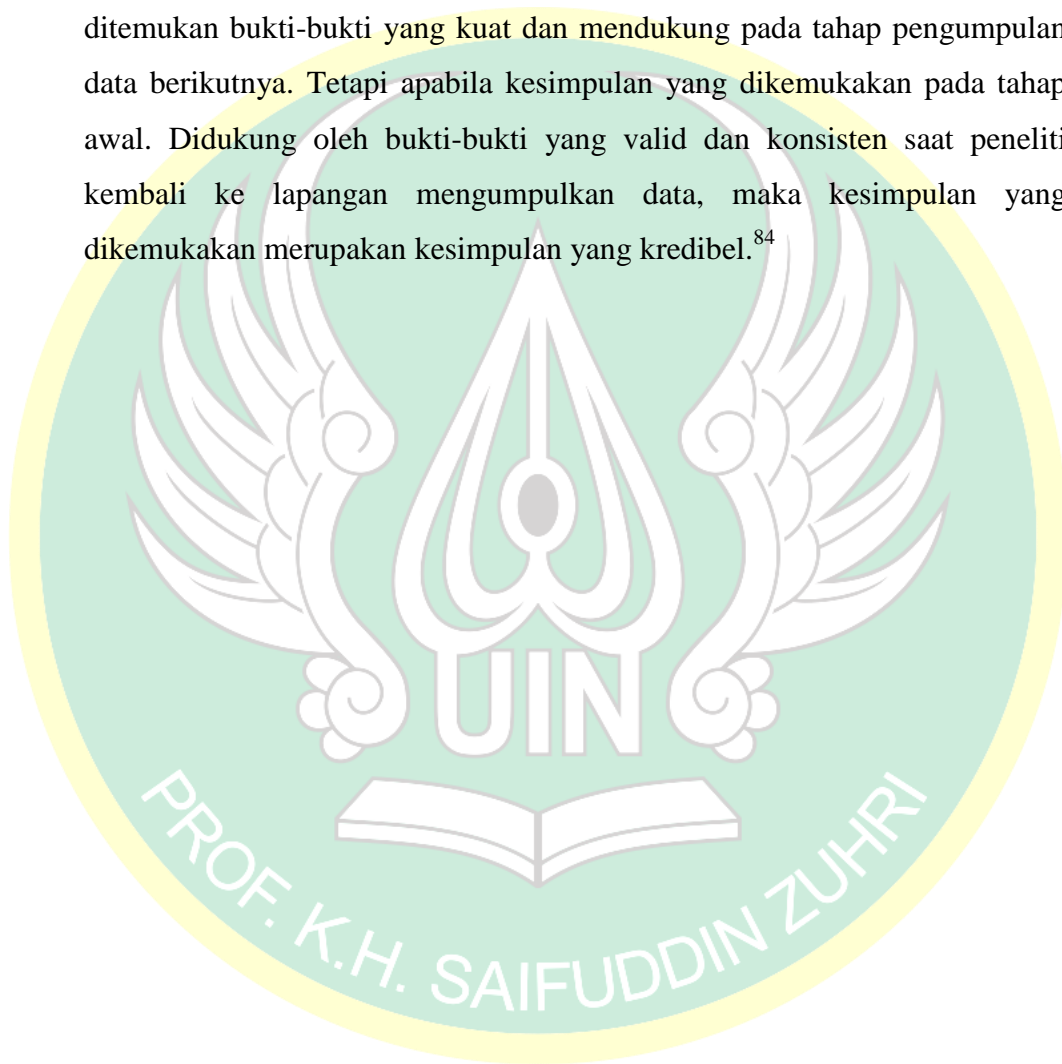 ditemukan bukti-bukti yang kuat dan mendukung pada tahap pengumpulan
data berikutnya. Tetapi apabila kesimpulan yang dikemukakan pada tahap
awal. Didukung oleh bukti-bukti yang valid dan konsisten saat peneliti
kembali ke lapangan mengumpulkan data, maka kesimpulan yang
dikemukakan merupakan kesimpulan yang kredibel.84
UIN
PROF. K.H. SAIFUDDIN ZUHRI